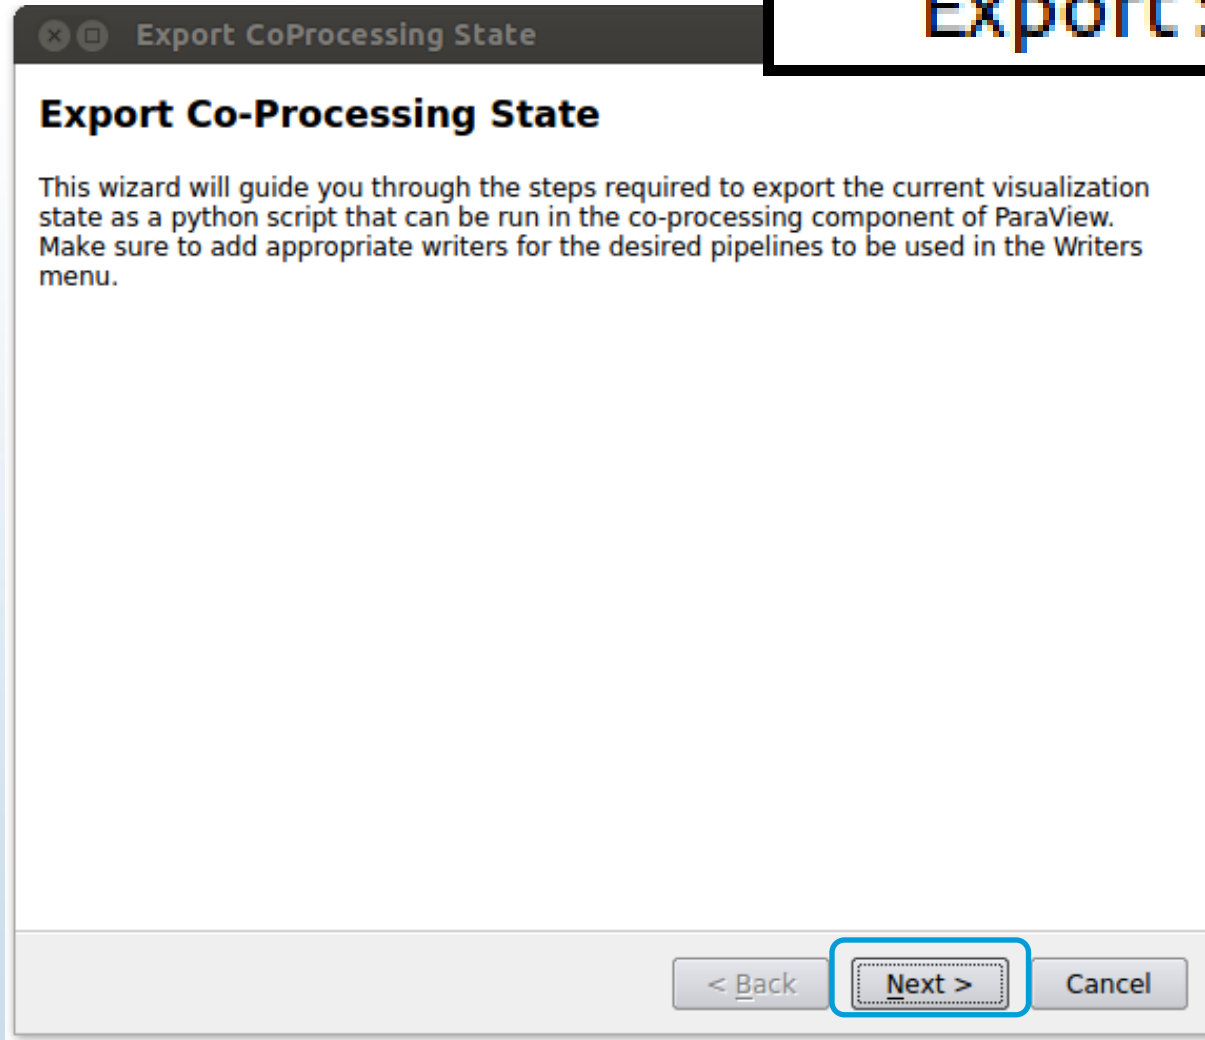 Export
Export CoProcessing State
Export Co-Processing State
This wizard will guide you through the steps required to export the current visualization
state as a python script that can be run in the co-processing component of ParaView.
Make sure to add appropriate writers for the desired pipelines to be used in the Writers
menu.
< Back
Next >
Cancel